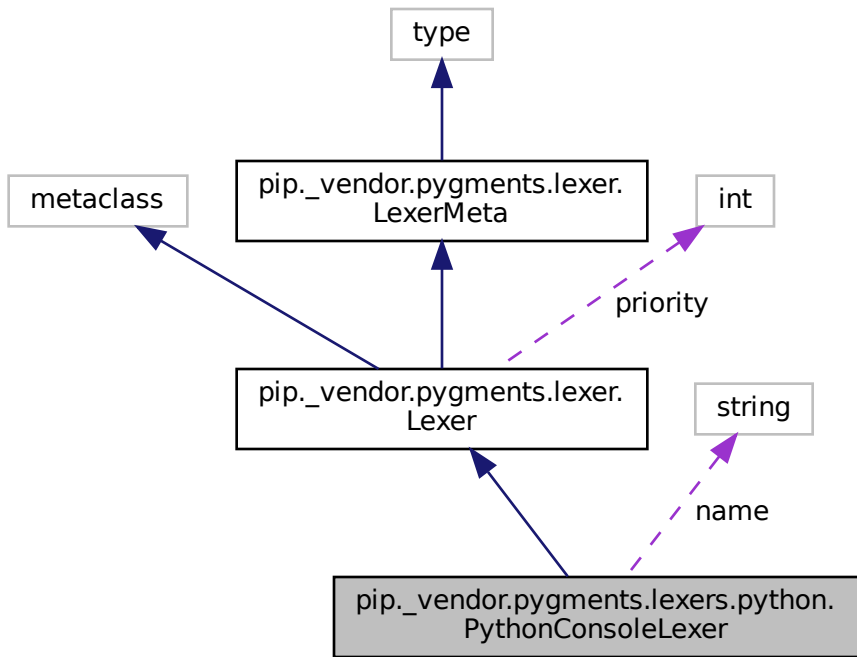 type
metaclass
pip._vendor.pygments.lexer.
LexerMeta
int
priority
pip._vendor.pygments.lexer.
Lexer
string
name
pip._vendor.pygments.lexers.python.
PythonConsoleLexer